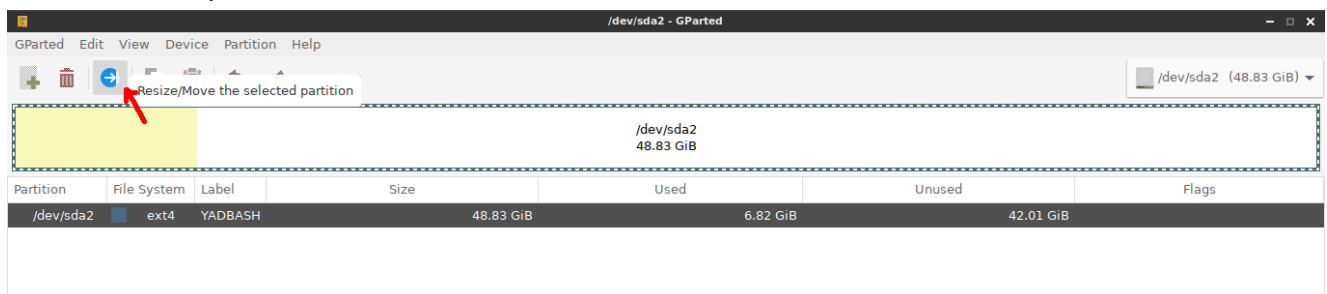 /dev/sda2 - GParted
GParted Edit View Device Partition Help
Resize/Move the selected partition
/dev/sda2 (48.83 GiB)
/dev/sda2
48.83 GiB
Partition File System Label Size Used Unused Flags
/dev/sda2 ext4 YADBASH 48.83 GiB 6.82 GiB 42.01 GiB